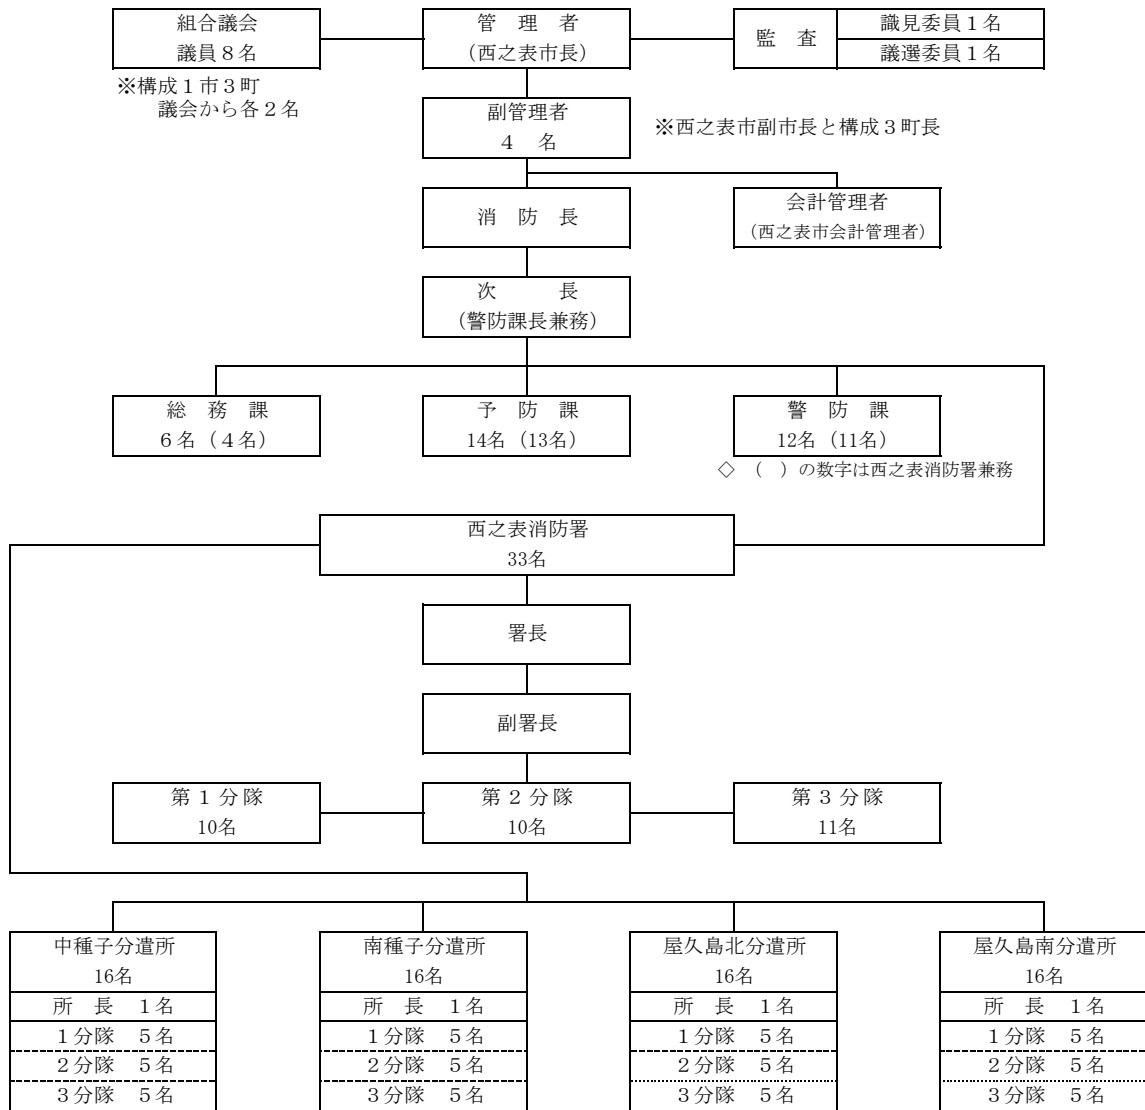 組合議会
議員８名
管　理　者
（西之表市長）
監　査
識見委員１名
議選委員１名
※構成１市３町
議会から各２名
副管理者
４　名
※西之表市副市長と構成３町長
消　防　長
会計管理者
（西之表市会計管理者）
次　　　長
（警防課長兼務）
総　務　課
６名（４名）
予　防　課
14名（13名）
警　防　課
12名（11名）
◇　（　）の数字は西之表消防署兼務
西之表消防署
33名
署長
副署長
第１分隊
10名
第２分隊
10名
第３分隊
11名
中種子分遣所
16名
所　長　１名
１分隊　５名
２分隊　５名
３分隊　５名
南種子分遣所
16名
所　長　１名
１分隊　５名
２分隊　５名
３分隊　５名
屋久島北分遣所
16名
所　長　１名
１分隊　５名
２分隊　５名
３分隊　５名
屋久島南分遣所
16名
所　長　１名
１分隊　５名
２分隊　５名
３分隊　５名